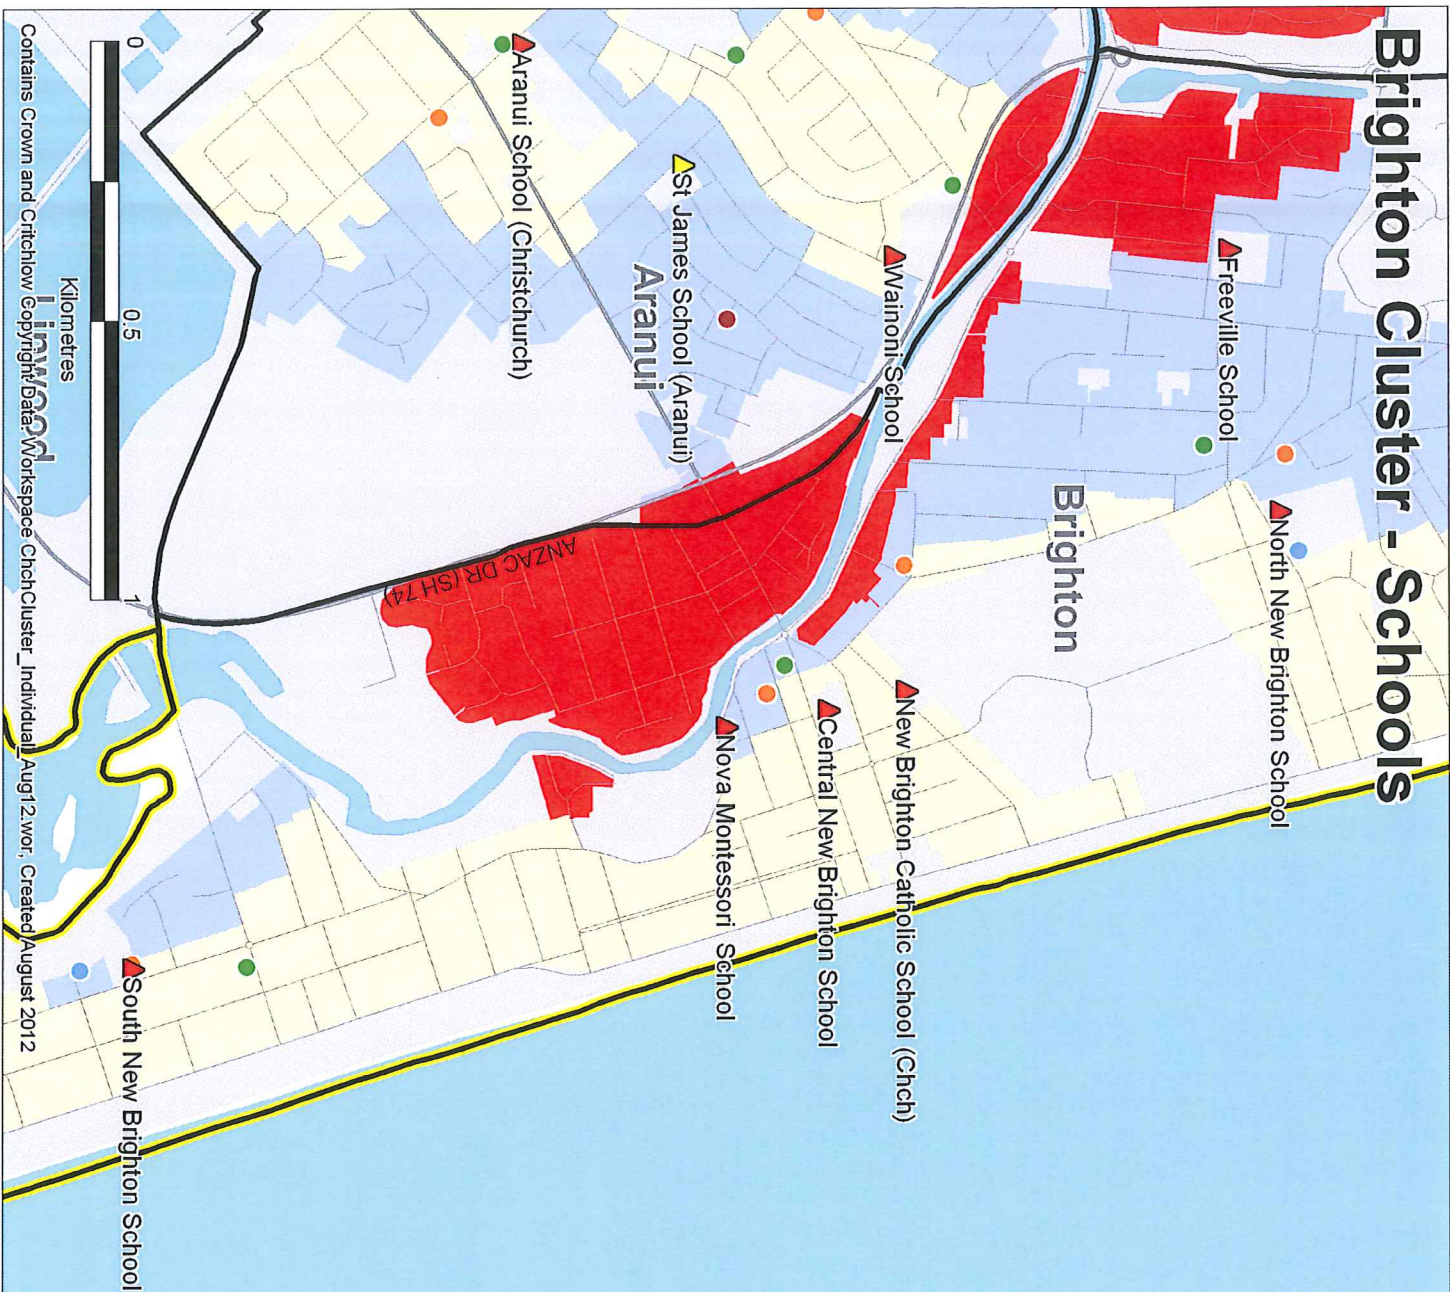 Brighton Cluster - Schools
North New Brighton School
Freeville School
Brighton
Wainoni School
New Brighton Catholic School (Chch)
Central New Brighton School
Nova Montessori School
St James School (Aranui)
Aranui
Aranui School (Christchurch)
ANZAC DR (SH 74)
South New Brighton School
0 0.5 1
Kilometres
Linwood
Contains Crown and Critchlow Copyright Data. Workspace ChchCluster_Individual_Aug12.wor, Created August 2012